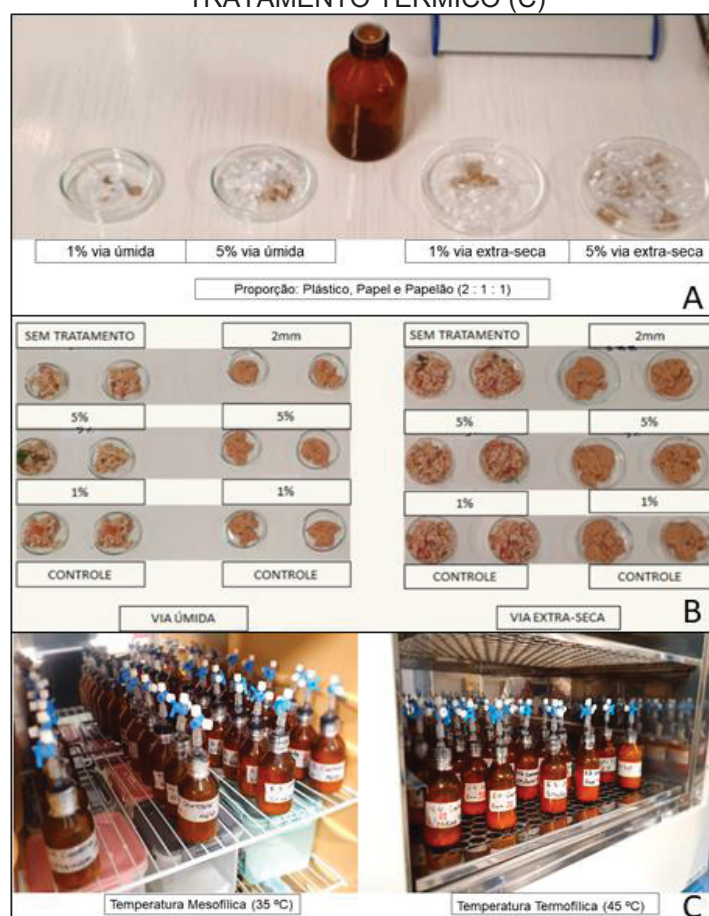 TRATAMENTO TÉRMICO (C)
1% via úmida
5% via úmida
1% via extra-seca
5% via extra-seca
Proporção: Plástico, Papel e Papelão (2 : 1 : 1)
A
SEM TRATAMENTO
2mm
5%
5%
1%
1%
CONTROLE
CONTROLE
VIA ÚMIDA
SEM TRATAMENTO
2mm
5%
5%
1%
1%
CONTROLE
CONTROLE
VIA EXTRA-SECA
B
Temperatura Mesofílica (35 ºC)
Temperatura Termofílica (45 ºC)
C